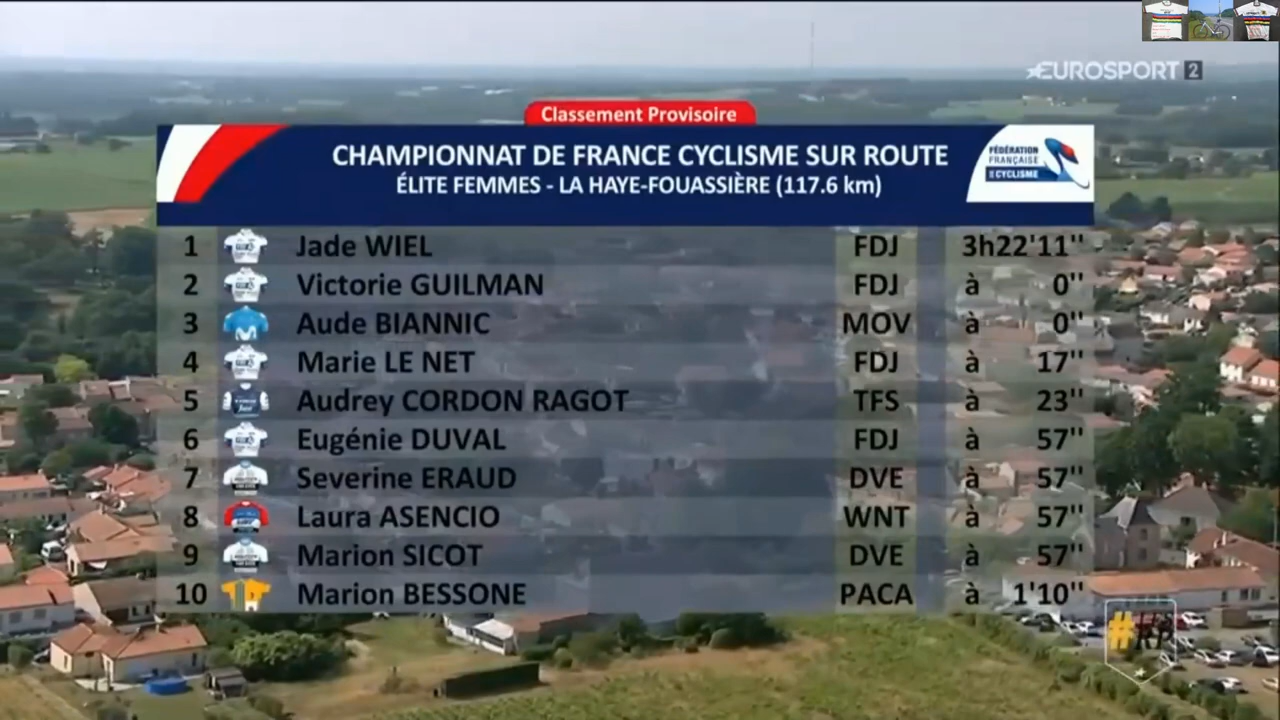 EUROSPORT 2
Classement Provisoire
CHAMPIONNAT DE FRANCE CYCLISME SUR ROUTE
ÉLITE FEMMES - LA HAYE-FOUASSIÈRE (117.6 km)
FÉDÉRATION
FRANÇAISE
DE CYCLISME
1 Jade WIEL FDJ 3h22'11''
2 Victorie GUILMAN FDJ à 0''
3 Aude BIANNIC MOV à 0''
4 Marie LE NET FDJ à 17''
5 Audrey CORDON RAGOT TFS à 23''
6 Eugénie DUVAL FDJ à 57''
7 Severine ERAUD DVE à 57''
8 Laura ASENCIO WNT à 57''
9 Marion SICOT DVE à 57''
10 Marion BESSONE PACA à 1'10''